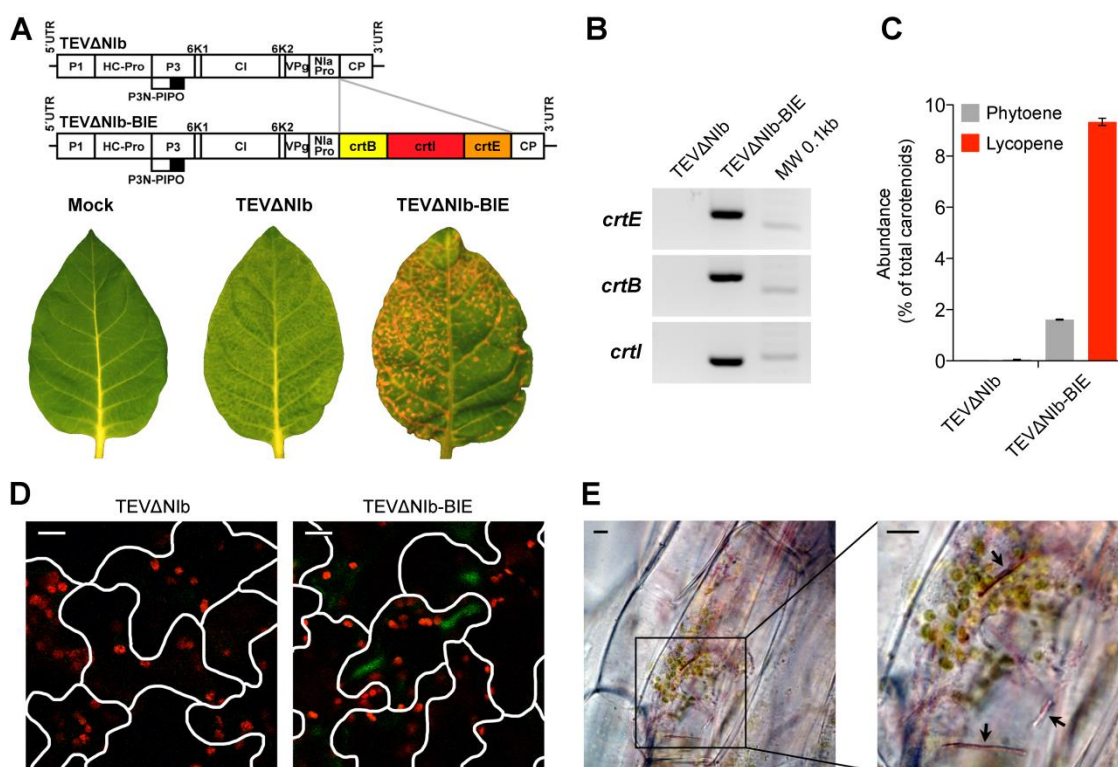 A
5´UTR
TEVΔNIb
3´UTR
6K1 6K2
P1 HC-Pro P3 CI VPg NIa Pro CP
P3N-PIPO
5´UTR
TEVΔNIb-BIE
3´UTR
6K1 6K2
P1 HC-Pro P3 CI VPg NIa Pro crtB crtI crtE CP
P3N-PIPO
Mock TEVΔNIb TEVΔNIb-BIE
B
TEVΔNIb
TEVΔNIb-BIE
MW 0.1kb
crtE
crtB
crtI
C
Abundance
(% of total carotenoids)
10
8
6
4
2
0
Phytoene
Lycopene
TEVΔNIb
TEVΔNIb-BIE
D
TEVΔNIb TEVΔNIb-BIE
E